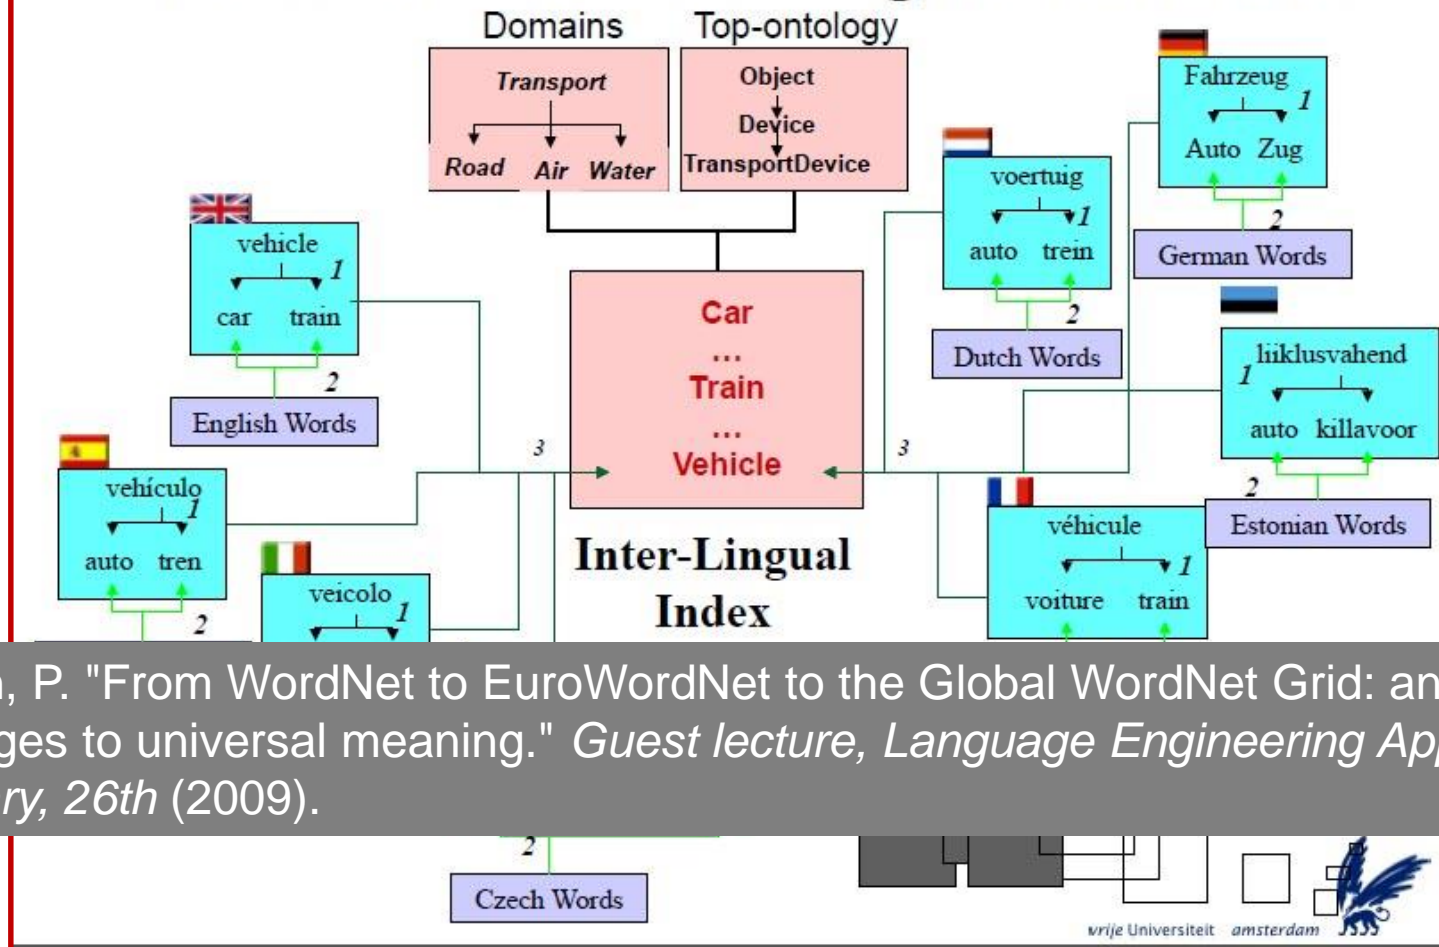 Domains
Top-ontology
Transport
Road Air Water
Object
Device
TransportDevice
Fahrzeug
1
Auto Zug
2
German Words
voertuig
1
auto trein
2
Dutch Words
vehicle
1
car train
2
English Words
Car
...
Train
...
Vehicle
3
3
Inter-Lingual
Index
liiklusvahend
1
auto killavoor
2
Estonian Words
vehículo
1
auto tren
2
veicolo
1
véhicule
1
voiture train
P. "From WordNet to EuroWordNet to the Global WordNet Grid:
to universal meaning." Guest lecture, Language Engineering
26th (2009).
2
Czech Words
vrije Universiteit amsterdam